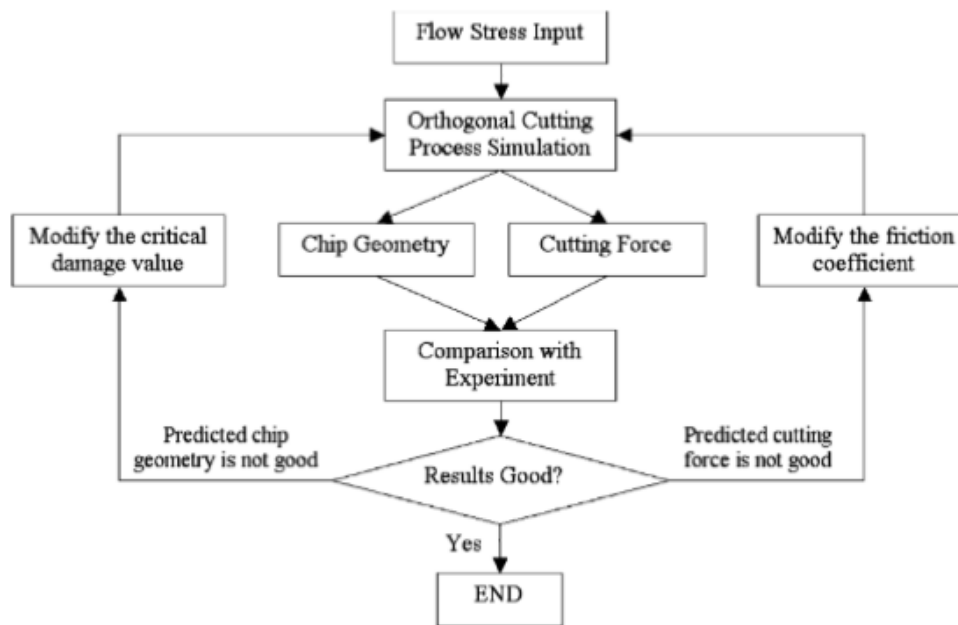 Flow Stress Input
Orthogonal Cutting
Process Simulation
Modify the critical
damage value
Chip Geometry
Cutting Force
Modify the friction
coefficient
Comparison with
Experiment
Predicted chip
geometry is not good
Results Good?
Predicted cutting
force is not good
Yes
END